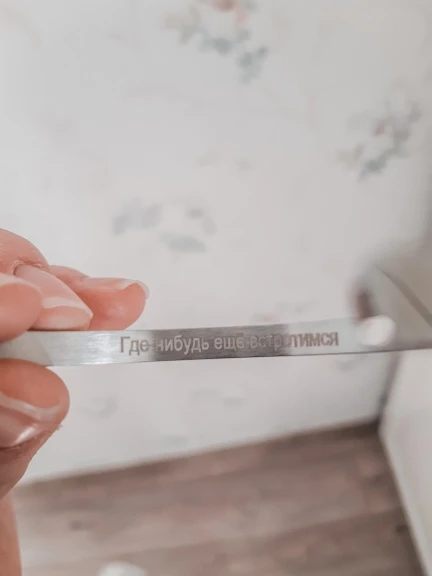 Где-нибудь ещё встретимся